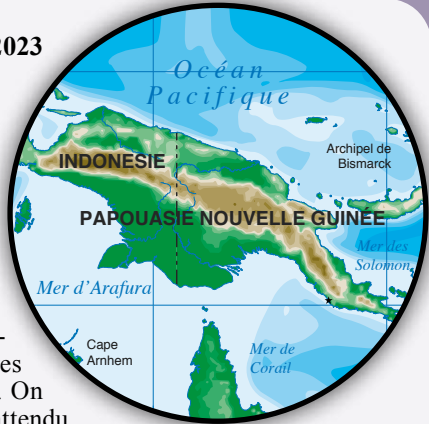 2023
Océan
Pacifique
Archipel de
Bismarck
INDONESIE
PAPOUASIE NOUVELLE GUINÉE
Mer des
Solomon
Mer d'Arafura
Cape
Arnhem
Mer de
Corail
-
es
On
attendu